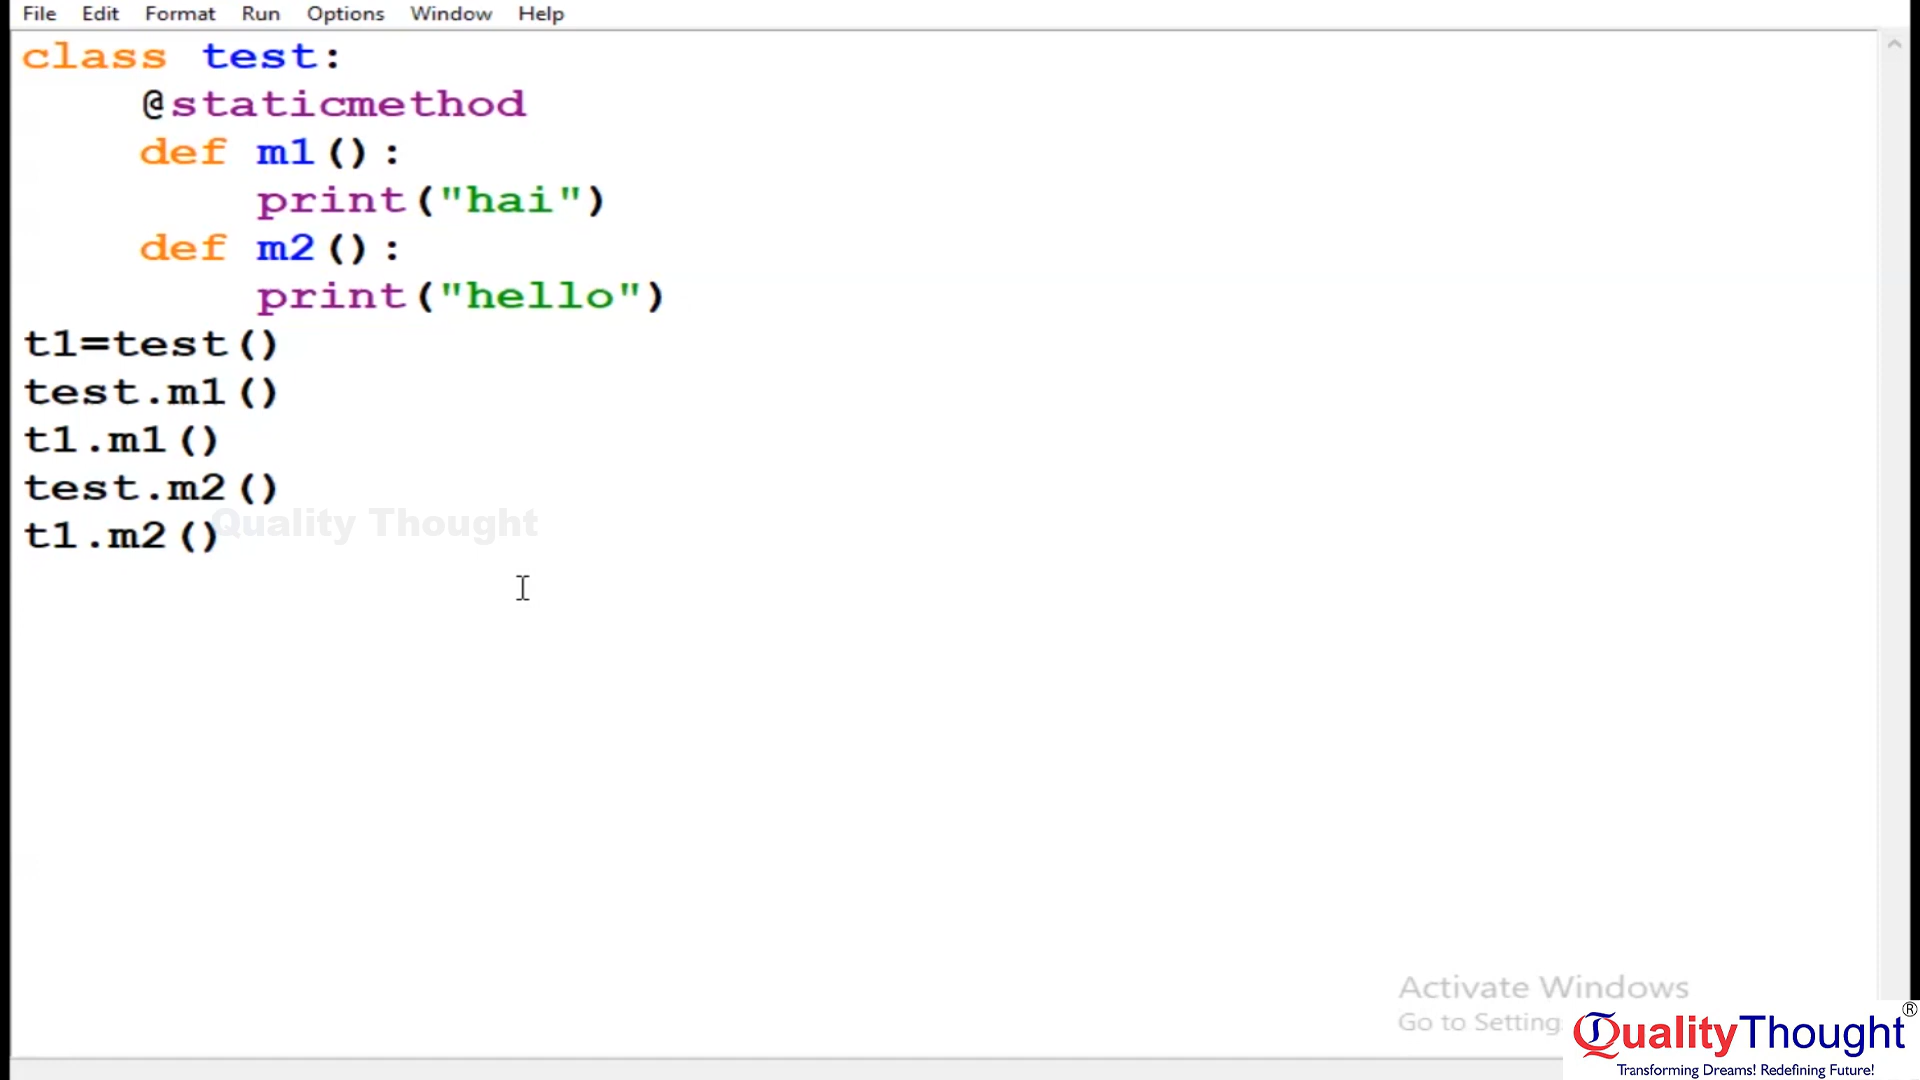 File Edit Format Run Options Window Help
class test:
    @staticmethod
    def m1():
        print("hai")
    def m2():
        print("hello")
t1=test()
test.m1()
t1.m1()
test.m2()
t1.m2()
Quality Thought
Activate Windows
Go to Setting
QualityThought®
Transforming Dreams! Redefining Future!